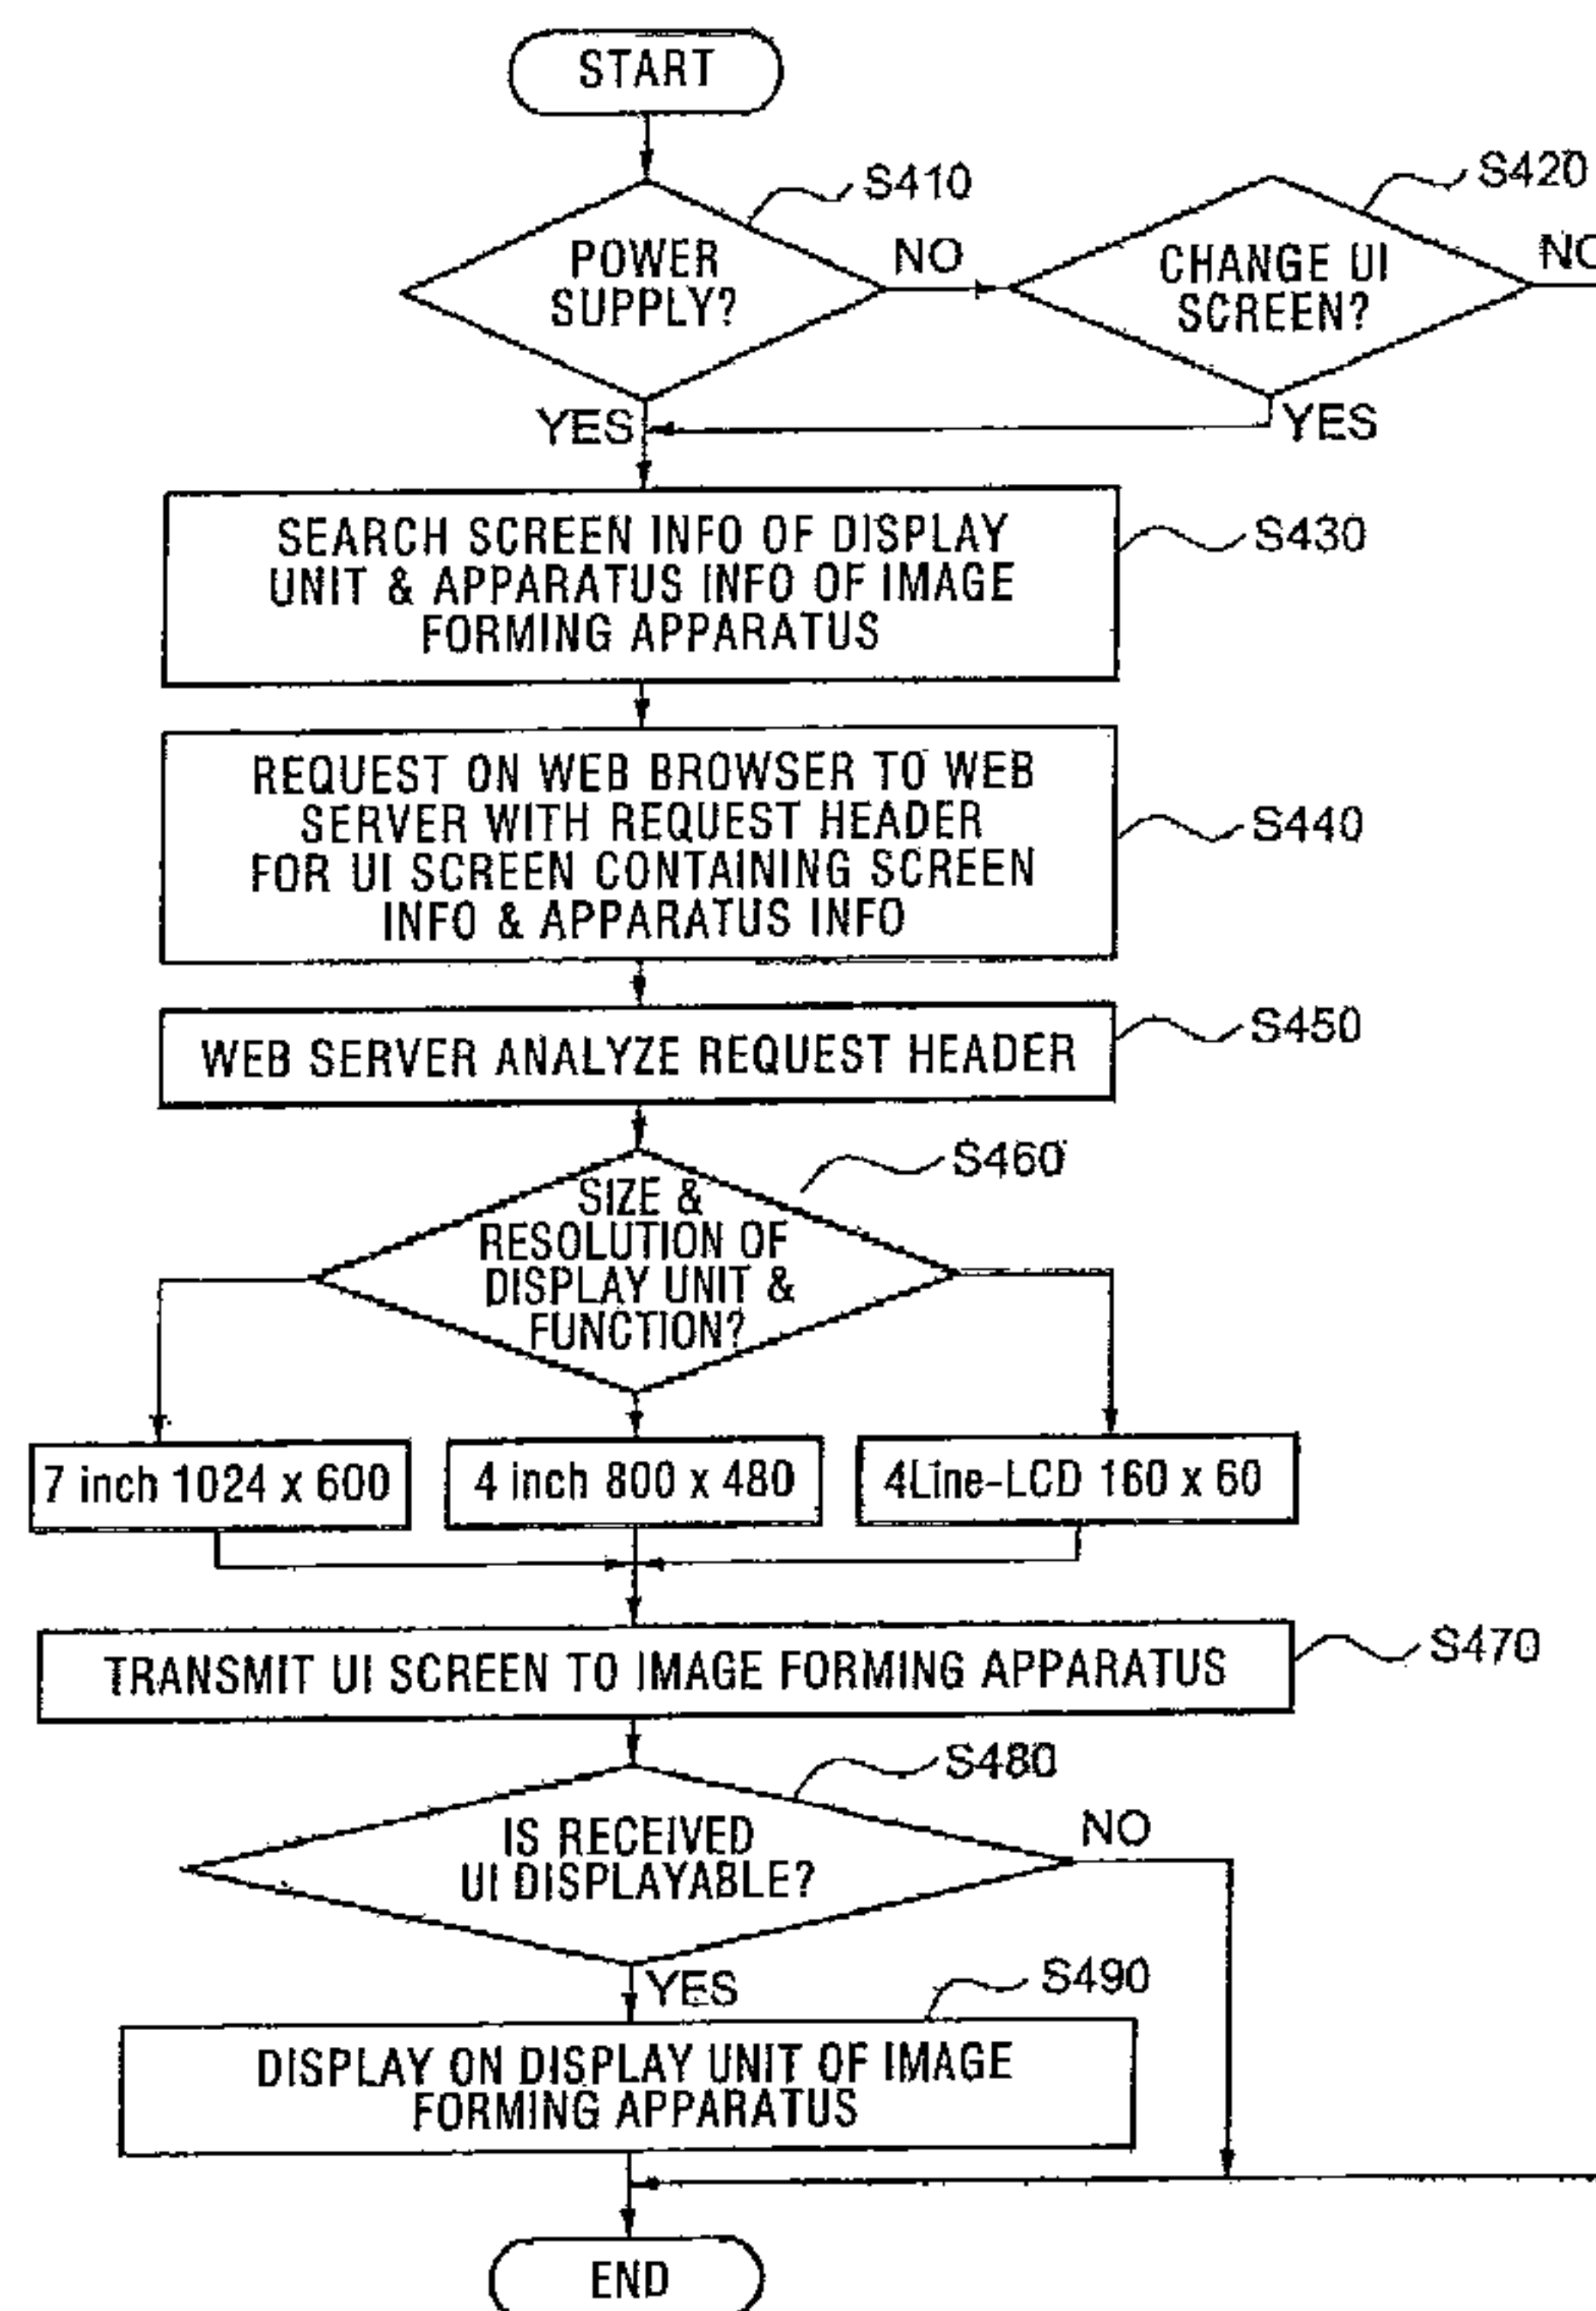 START
S410
S420
POWER
SUPPLY?
NO
CHANGE UI
SCREEN?
NO
YES
YES
SEARCH SCREEN INFO OF DISPLAY
UNIT & APPARATUS INFO OF IMAGE
FORMING APPARATUS
S430
REQUEST ON WEB BROWSER TO WEB
SERVER WITH REQUEST HEADER
FOR UI SCREEN CONTAINING SCREEN
INFO & APPARATUS INFO
S440
WEB SERVER ANALYZE REQUEST HEADER
S450
SIZE &
RESOLUTION OF
DISPLAY UNIT &
FUNCTION?
S460
7 inch 1024 x 600
4 inch 800 x 480
4Line-LCD 160 x 60
TRANSMIT UI SCREEN TO IMAGE FORMING APPARATUS
S470
S480
IS RECEIVED
UI DISPLAYABLE?
NO
YES
S490
DISPLAY ON DISPLAY UNIT OF IMAGE
FORMING APPARATUS
END